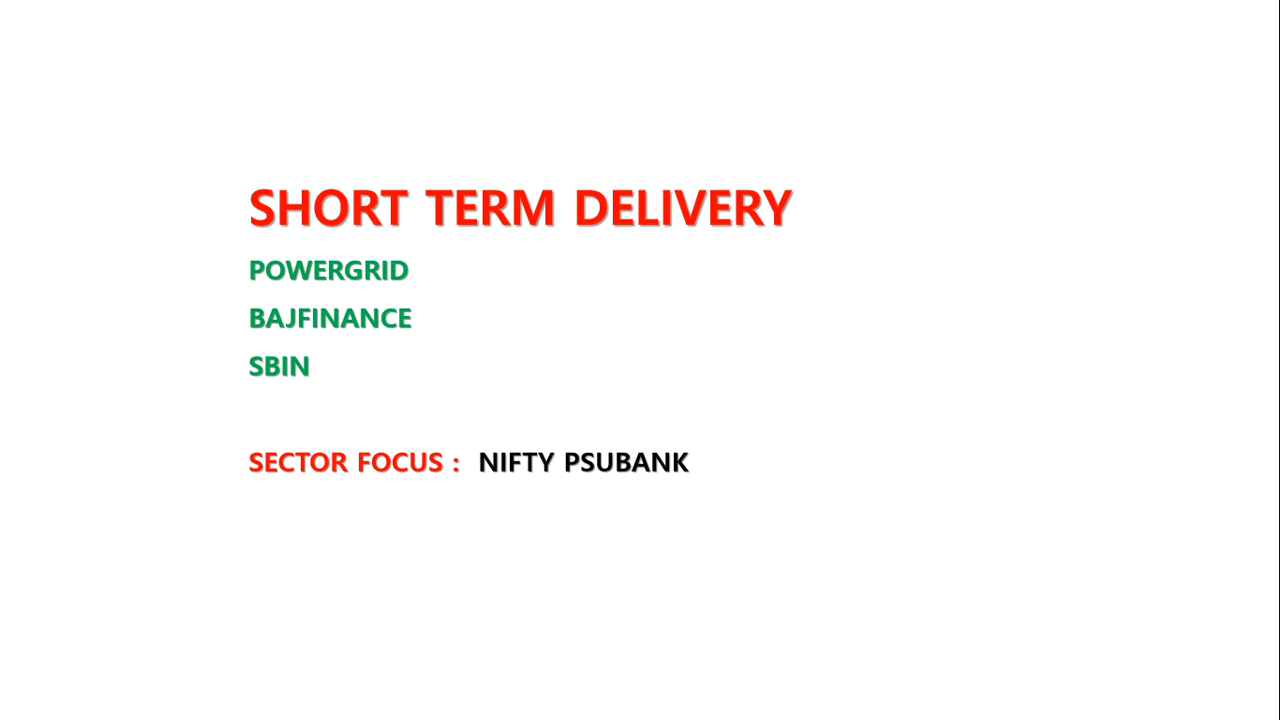 SHORT TERM DELIVERY
POWERGRID
BAJFINANCE
SBIN
SECTOR FOCUS : NIFTY PSUBANK